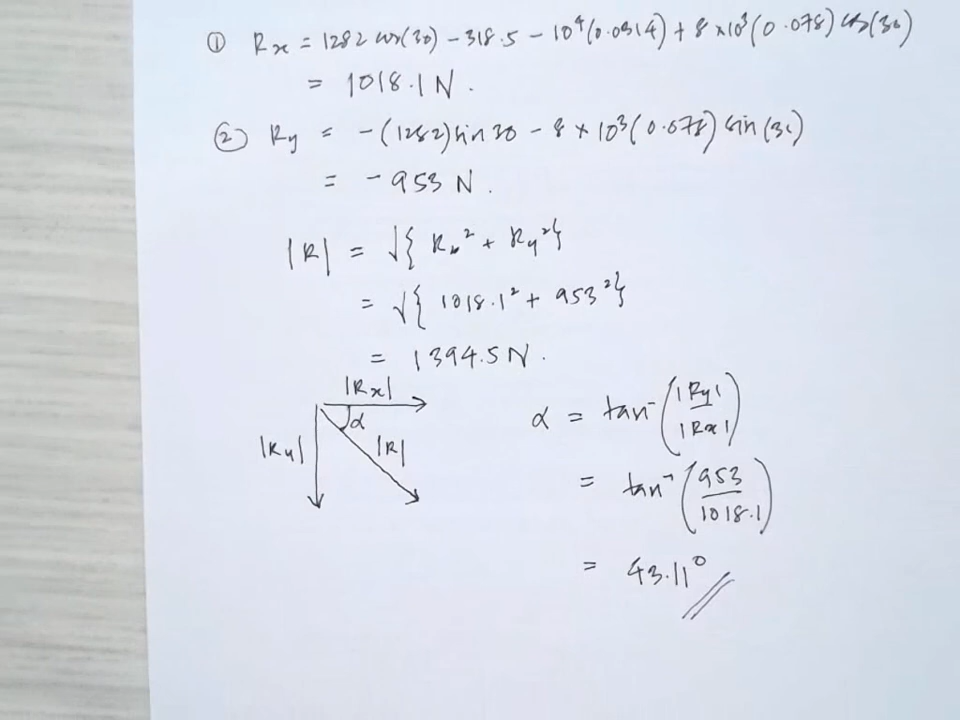 ① Rx = 1282 cos(30) - 318.5 - 10⁴(0.0314) + 8 ×10³(0.078) cos(30)
= 1018.1 N.
② Ry = -(1282) sin 30 - 8 × 10³(0.078) sin(30)
= - 953 N.
|R| = √{ Rx² + Ry²}
= √{ 1018.1² + 953²}
= 1394.5 N.
|Rx|
α
|Ry|
|R|
α = tan⁻ (|Ry| / |Rx|)
= tan⁻¹ (953 / 1018.1)
= 43.11°